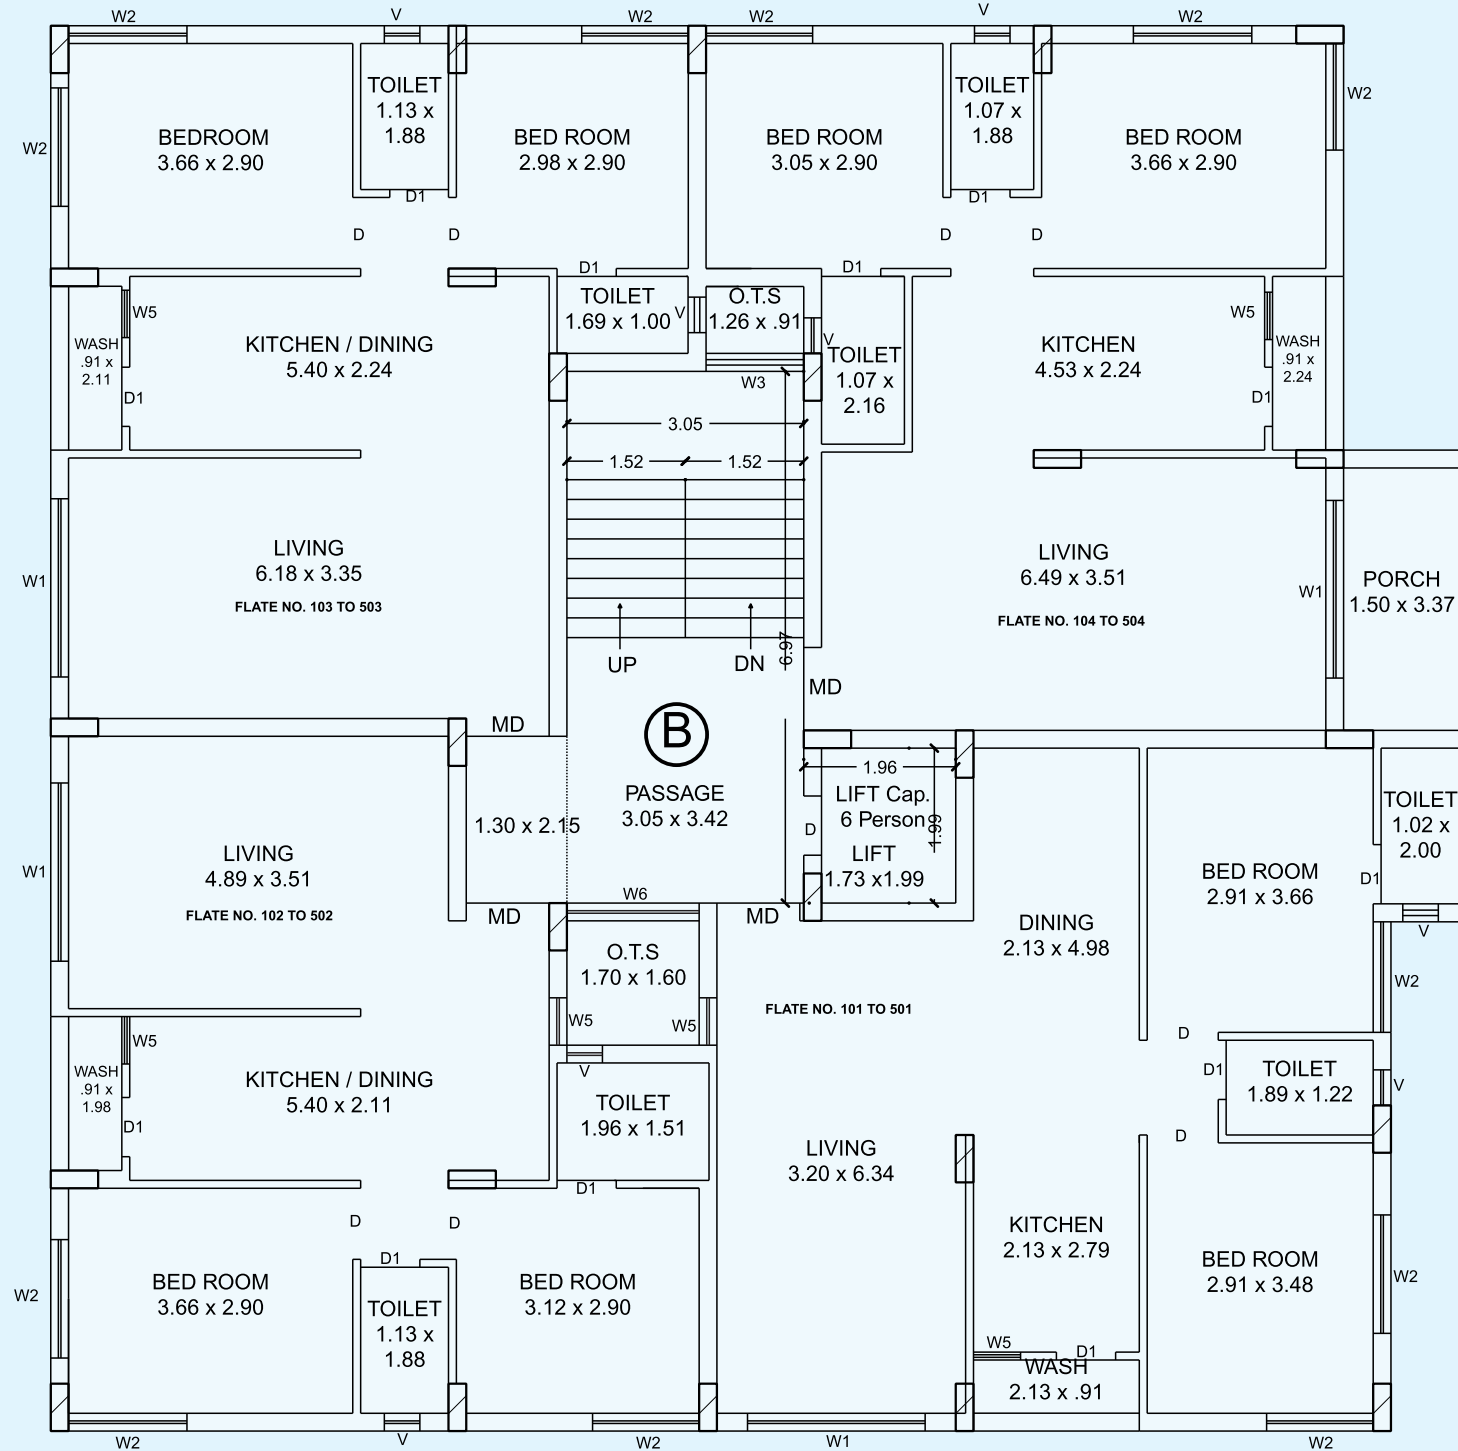 W2
V
W2
W2
V
W2
W2
W2
BEDROOM
3.66 x 2.90
TOILET
1.13 x
1.88
BED ROOM
2.98 x 2.90
BED ROOM
3.05 x 2.90
TOILET
1.07 x
1.88
BED ROOM
3.66 x 2.90
D1
D1
D
D
D
D
D1
D1
WASH
.91 x
2.11
W5
D1
KITCHEN / DINING
5.40 x 2.24
TOILET
1.69 x 1.00
V
O.T.S
1.26 x .91
V
W3
TOILET
1.07 x
2.16
KITCHEN
4.53 x 2.24
W5
D1
WASH
.91 x
2.24
3.05
1.52
1.52
W1
LIVING
6.18 x 3.35
FLATE NO. 103 TO 503
UP
DN
6.97
LIVING
6.49 x 3.51
FLATE NO. 104 TO 504
W1
PORCH
1.50 x 3.37
MD
MD
B
PASSAGE
3.05 x 3.42
1.30 x 2.15
1.96
LIFT Cap.
6 Person
1.99
LIFT
1.73 x1.99
D
W1
LIVING
4.89 x 3.51
FLATE NO. 102 TO 502
MD
W6
MD
O.T.S
1.70 x 1.60
W5
W5
DINING
2.13 x 4.98
FLATE NO. 101 TO 501
BED ROOM
2.91 x 3.66
D1
TOILET
1.02 x
2.00
V
W2
WASH
.91 x
1.98
W5
D1
KITCHEN / DINING
5.40 x 2.11
V
TOILET
1.96 x 1.51
D1
LIVING
3.20 x 6.34
D
D1
TOILET
1.89 x 1.22
V
D
D
D
D1
BED ROOM
3.66 x 2.90
W2
TOILET
1.13 x
1.88
BED ROOM
3.12 x 2.90
KITCHEN
2.13 x 2.79
BED ROOM
2.91 x 3.48
W2
W5
D1
WASH
2.13 x .91
W2
V
W2
W1
W2